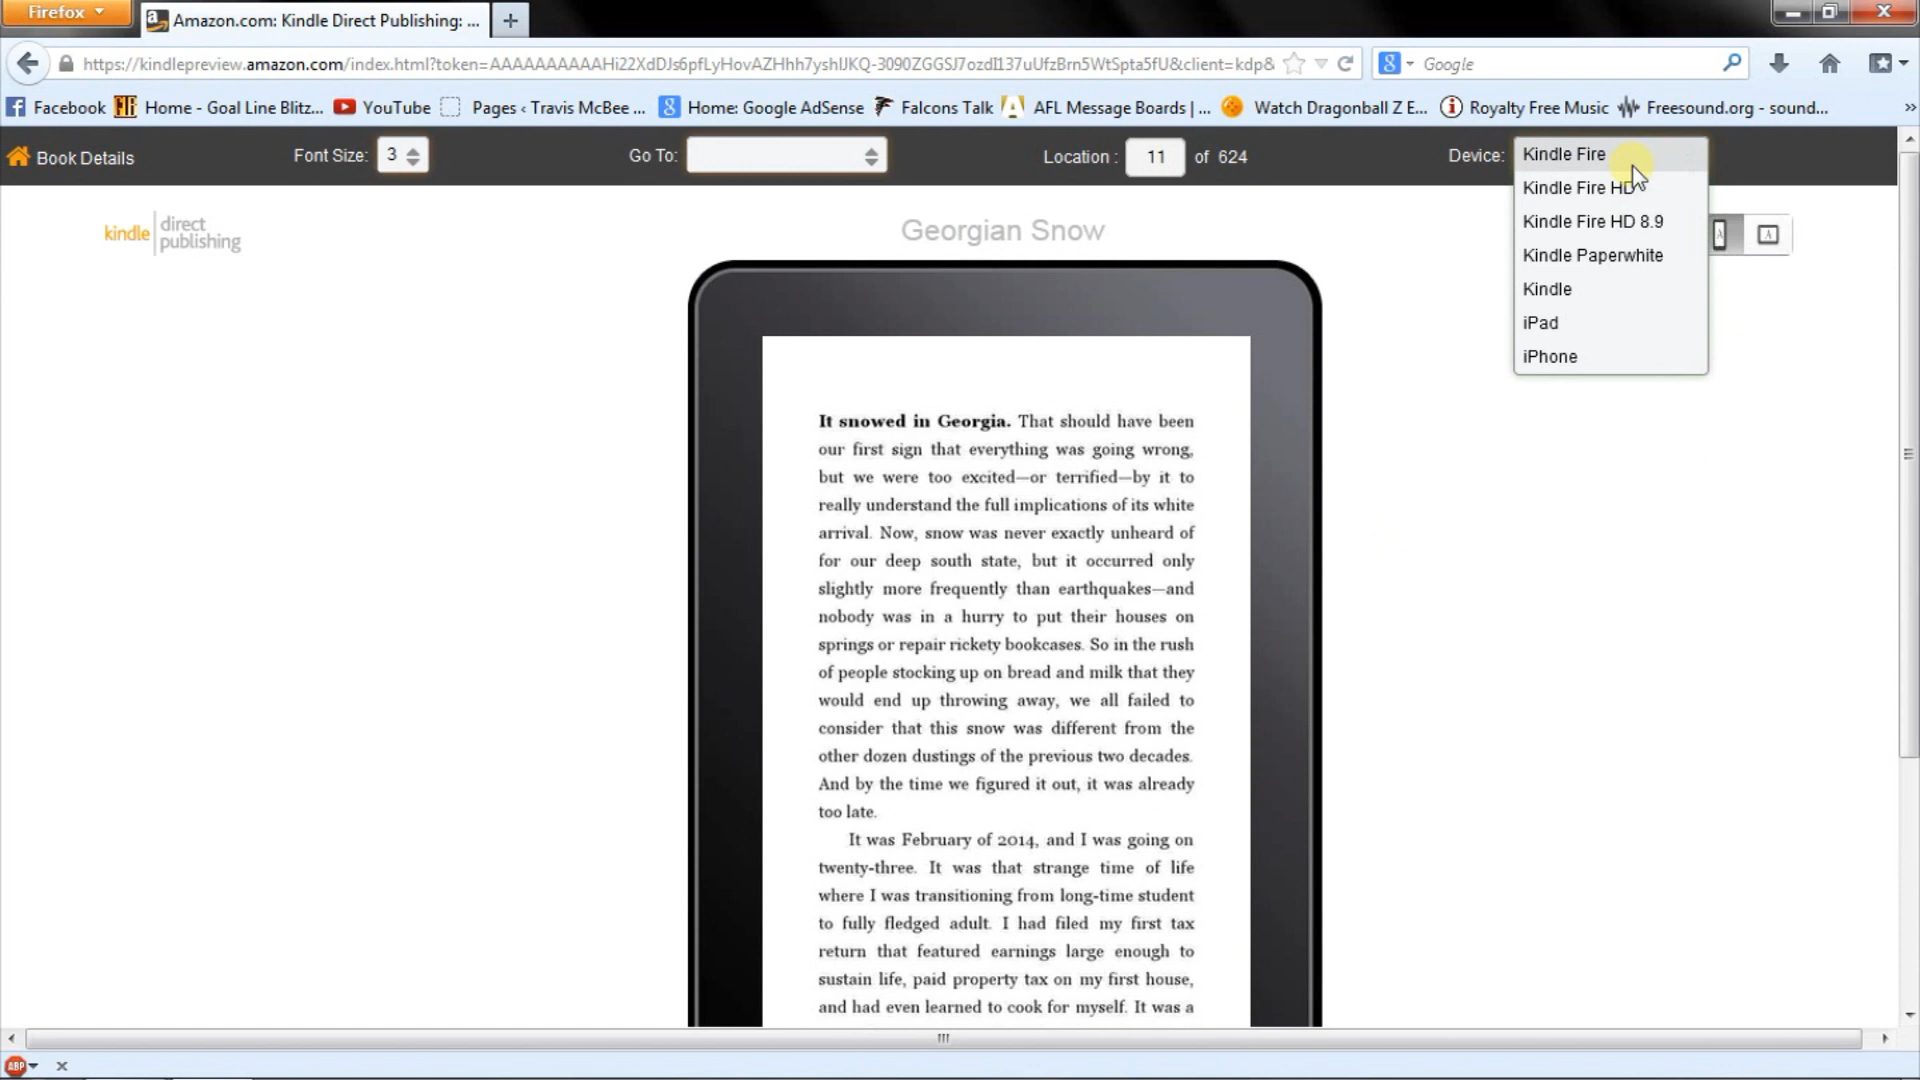 Firefox
Amazon.com: Kindle Direct Publishing: ...
https://kindlepreview.amazon.com/index.html?token=AAAAAAAAAAHi22XdDJs6pfLyHovAZHhh7yshIJKQ-3090ZGGSJ7ozdI137uUfzBrn5WtSpta5fU&client=kdp&
Google
Facebook
Home - Goal Line Blitz...
YouTube
Pages ‹ Travis McBee ...
Home: Google AdSense
Falcons Talk
AFL Message Boards | ...
Watch Dragonball Z E...
Royalty Free Music
Freesound.org - sound...
Book Details
Font Size: 3
Go To:
Location : 11 of 624
Device: Kindle Fire
Kindle Fire HD
Kindle Fire HD 8.9
Kindle Paperwhite
Kindle
iPad
iPhone
kindle direct publishing
Georgian Snow
It snowed in Georgia. That should have been
our first sign that everything was going wrong,
but we were too excited—or terrified—by it to
really understand the full implications of its white
arrival. Now, snow was never exactly unheard of
for our deep south state, but it occurred only
slightly more frequently than earthquakes—and
nobody was in a hurry to put their houses on
springs or repair rickety bookcases. So in the rush
of people stocking up on bread and milk that they
would end up throwing away, we all failed to
consider that this snow was different from the
other dozen dustings of the previous two decades.
And by the time we figured it out, it was already
too late.
It was February of 2014, and I was going on
twenty-three. It was that strange time of life
where I was transitioning from long-time student
to fully fledged adult. I had filed my first tax
return that featured earnings large enough to
sustain life, paid property tax on my first house,
and had even learned to cook for myself. It was a
ABP